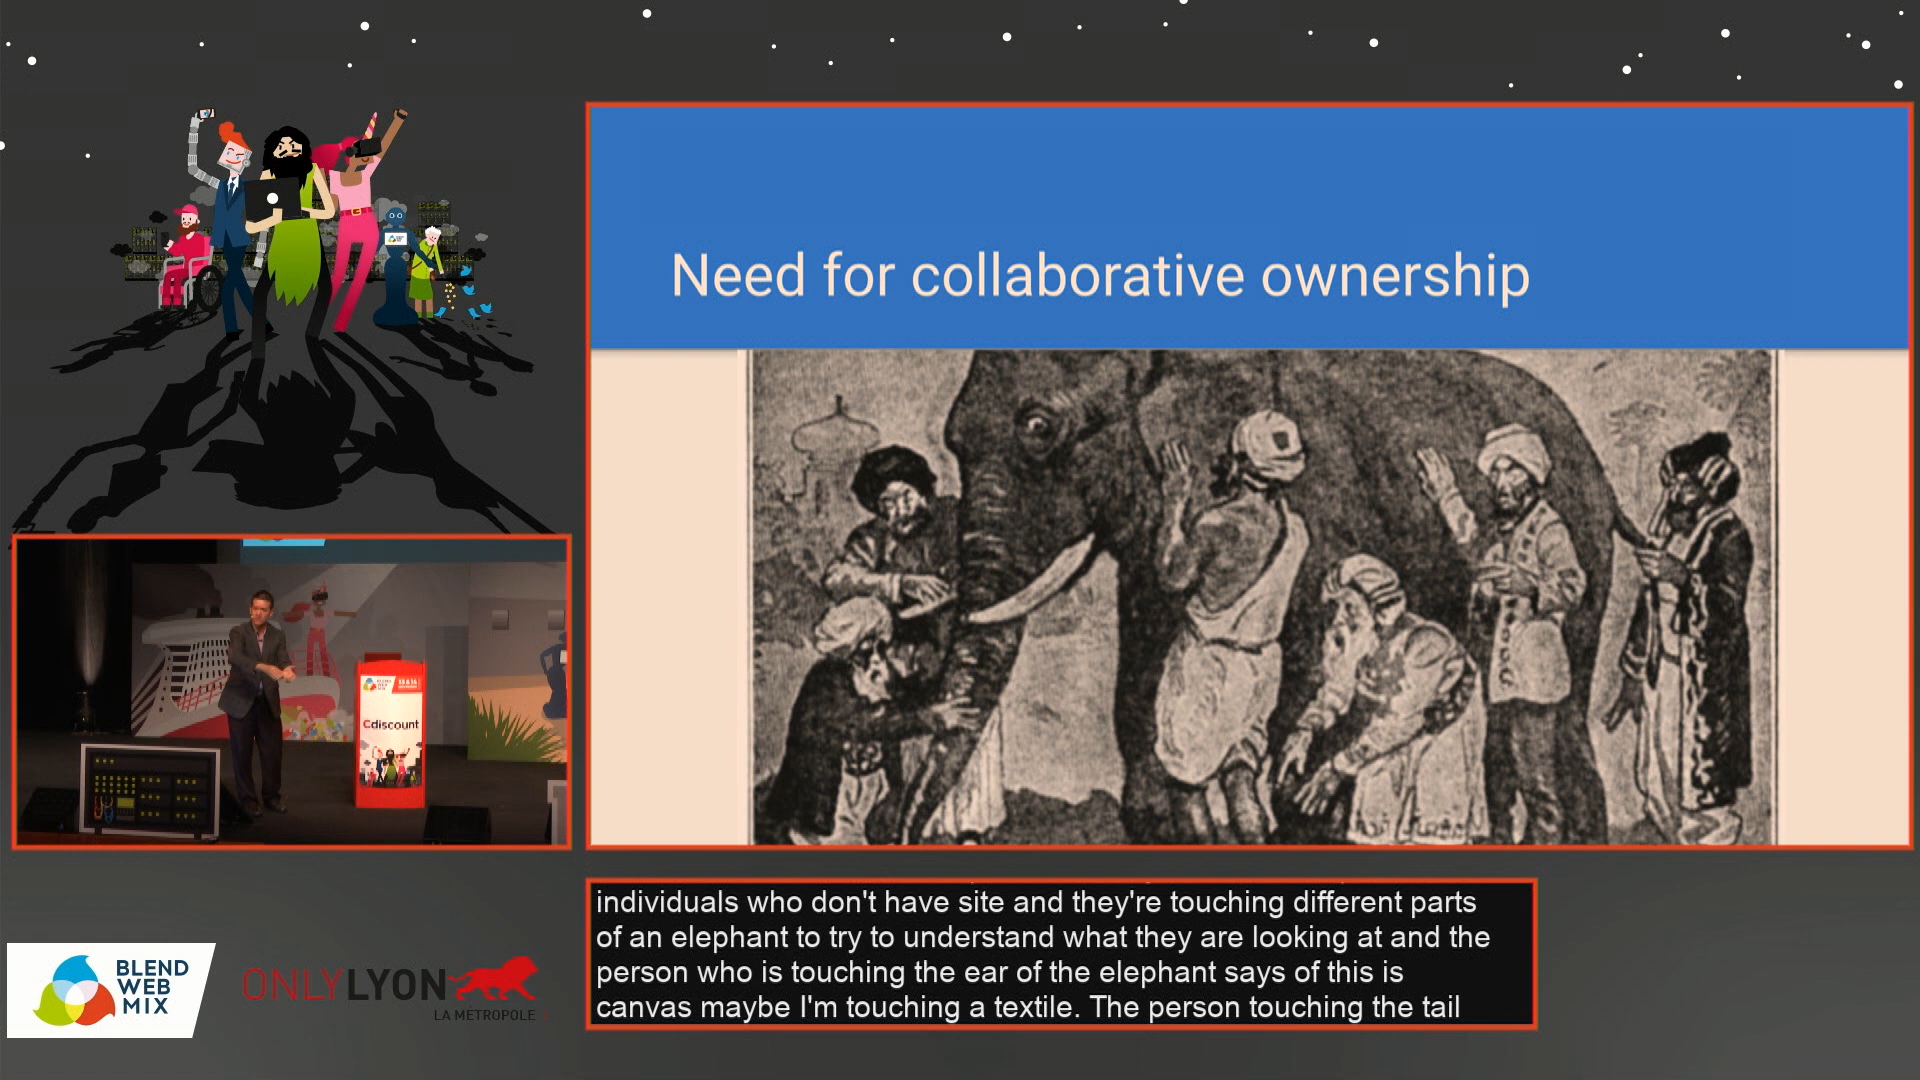 Need for collaborative ownership
Cdiscount
individuals who don't have site and they're touching different parts
of an elephant to try to understand what they are looking at and the
person who is touching the ear of the elephant says of this is
canvas maybe I'm touching a textile. The person touching the tail
BLEND
WEB
MIX
ONLYLYON
LA METROPOLE